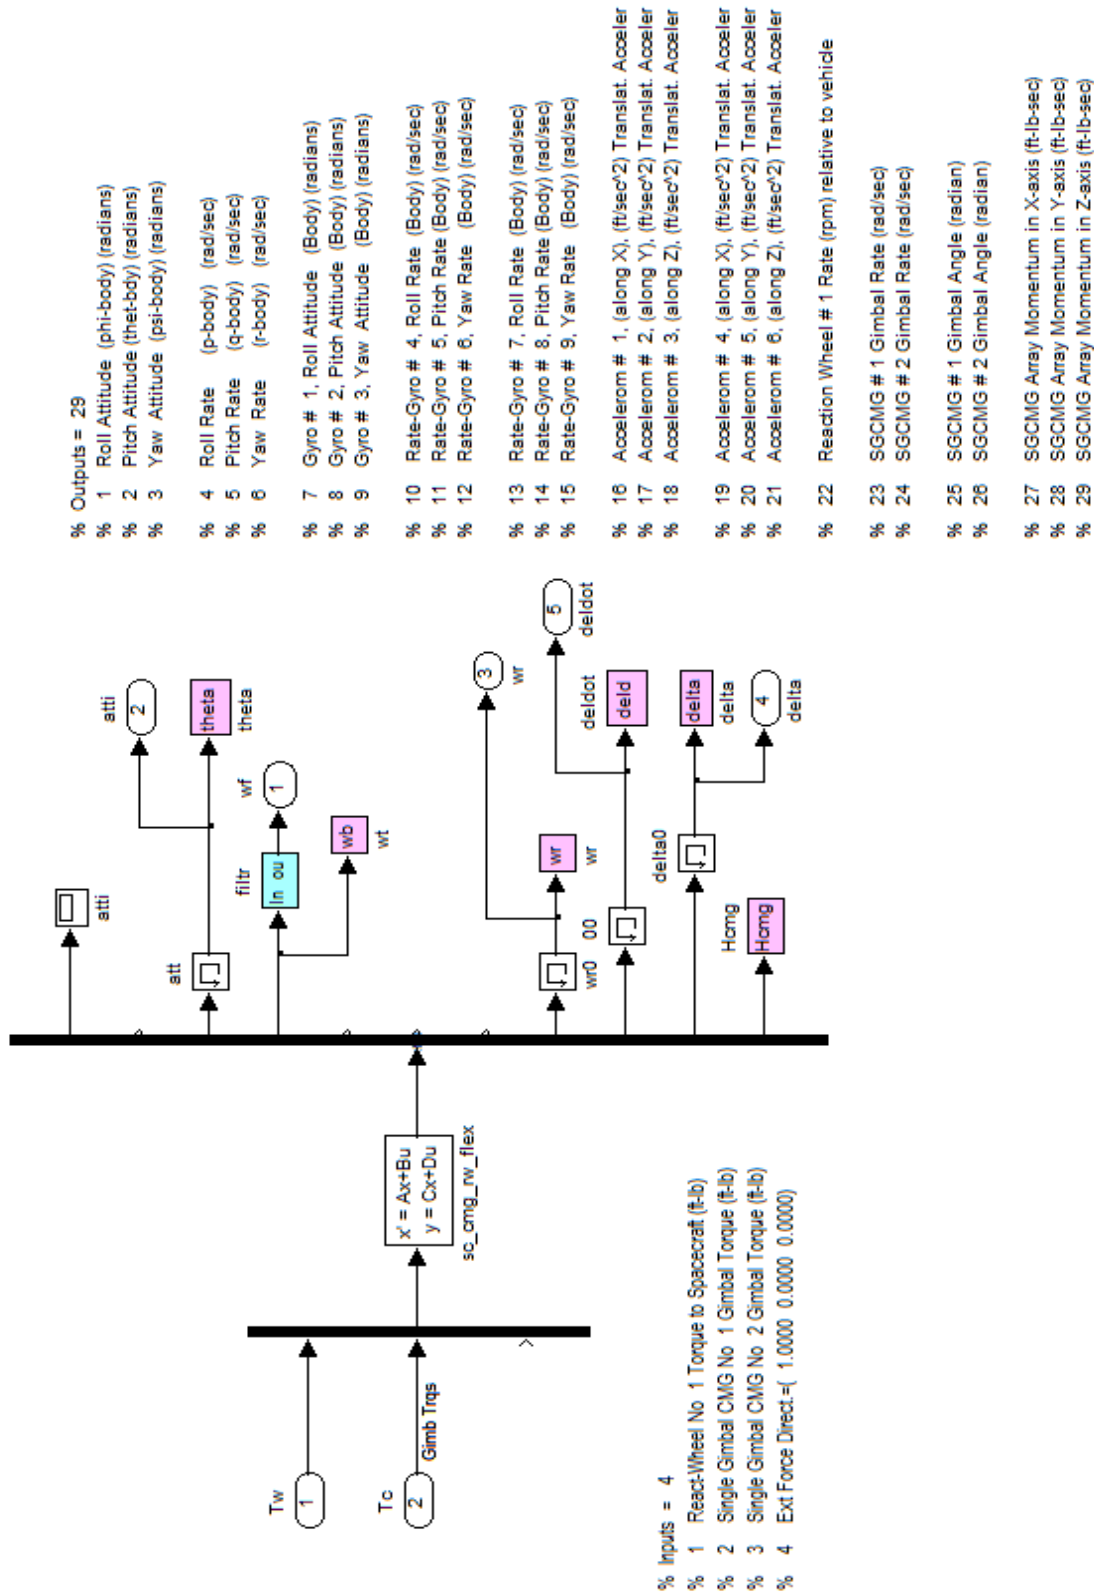 % Outputs = 29
% 1 Roll Attitude (phi-body) (radians)
% 2 Pitch Attitude (thet-bdy) (radians)
% 3 Yaw Attitude (psi-body) (radians)
% 4 Roll Rate (p-body) (rad/sec)
% 5 Pitch Rate (q-body) (rad/sec)
% 6 Yaw Rate (r-body) (rad/sec)
% 7 Gyro # 1, Roll Attitude (Body) (radians)
% 8 Gyro # 2, Pitch Attitude (Body) (radians)
% 9 Gyro # 3, Yaw Attitude (Body) (radians)
% 10 Rate-Gyro # 4, Roll Rate (Body) (rad/sec)
% 11 Rate-Gyro # 5, Pitch Rate (Body) (rad/sec)
% 12 Rate-Gyro # 6, Yaw Rate (Body) (rad/sec)
% 13 Rate-Gyro # 7, Roll Rate (Body) (rad/sec)
% 14 Rate-Gyro # 8, Pitch Rate (Body) (rad/sec)
% 15 Rate-Gyro # 9, Yaw Rate (Body) (rad/sec)
% 16 Accelerom # 1, (along X), (ft/sec^2) Translat. Acceler
% 17 Accelerom # 2, (along Y), (ft/sec^2) Translat. Acceler
% 18 Accelerom # 3, (along Z), (ft/sec^2) Translat. Acceler
% 19 Accelerom # 4, (along X), (ft/sec^2) Translat. Acceler
% 20 Accelerom # 5, (along Y), (ft/sec^2) Translat. Acceler
% 21 Accelerom # 6, (along Z), (ft/sec^2) Translat. Acceler
% 22 Reaction Wheel # 1 Rate (rpm) relative to vehicle
% 23 SGCMG # 1 Gimbal Rate (rad/sec)
% 24 SGCMG # 2 Gimbal Rate (rad/sec)
% 25 SGCMG # 1 Gimbal Angle (radian)
% 26 SGCMG # 2 Gimbal Angle (radian)
% 27 SGCMG Array Momentum in X-axis (ft-lb-sec)
% 28 SGCMG Array Momentum in Y-axis (ft-lb-sec)
% 29 SGCMG Array Momentum in Z-axis (ft-lb-sec)
atti
atti
2
att
theta
theta
filtr
In ou
wf
1
wb
wt
3
wr
wr0
wr
wr
00
5
deldot
deldot
deld
delta0
delta
delta
4
delta
Hcmg
Hcmg
Tw
1
Tc
2
Gimb Trqs
x' = Ax+Bu
y = Cx+Du
sc_cmg_rw_flex
% Inputs = 4
% 1 React-Wheel No 1 Torque to Spacecraft (ft-lb)
% 2 Single Gimbal CMG No 1 Gimbal Torque (ft-lb)
% 3 Single Gimbal CMG No 2 Gimbal Torque (ft-lb)
% 4 Ext Force Direct.=( 1.0000 0.0000 0.0000)